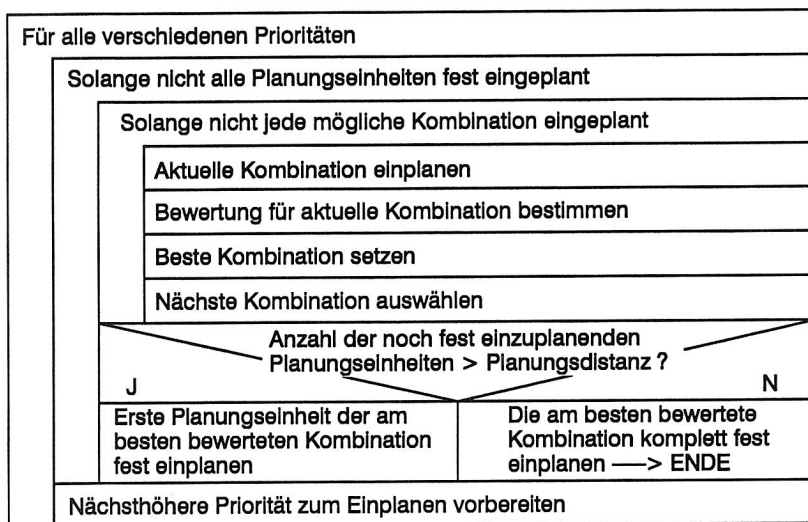 Für alle verschiedenen Prioritäten
Solange nicht alle Planungseinheiten fest eingeplant
Solange nicht jede mögliche Kombination eingeplant
Aktuelle Kombination einplanen
Bewertung für aktuelle Kombination bestimmen
Beste Kombination setzen
Nächste Kombination auswählen
Anzahl der noch fest einzuplanenden
Planungseinheiten > Planungsdistanz ?
J
N
Erste Planungseinheit der am
besten bewerteten Kombination
fest einplanen
Die am besten bewertete
Kombination komplett fest
einplanen —> ENDE
Nächsthöhere Priorität zum Einplanen vorbereiten